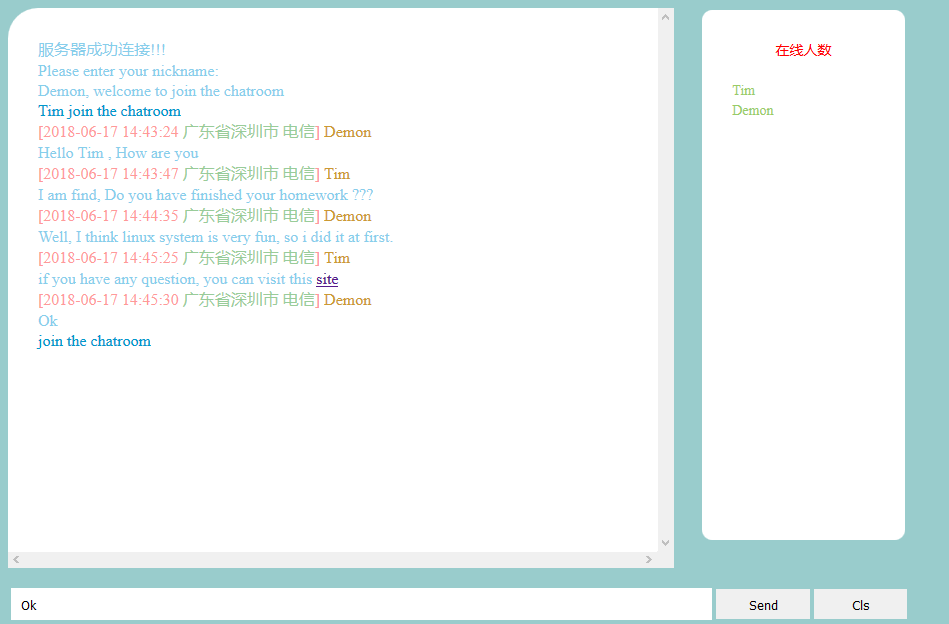 服务器成功连接!!!
Please enter your nickname:
Demon, welcome to join the chatroom
Tim join the chatroom
[2018-06-17 14:43:24 广东省深圳市 电信] Demon
Hello Tim , How are you
[2018-06-17 14:43:47 广东省深圳市 电信] Tim
I am find, Do you have finished your homework ???
[2018-06-17 14:44:35 广东省深圳市 电信] Demon
Well, I think linux system is very fun, so i did it at first.
[2018-06-17 14:45:25 广东省深圳市 电信] Tim
if you have any question, you can visit this site
[2018-06-17 14:45:30 广东省深圳市 电信] Demon
Ok
join the chatroom
在线人数
Tim
Demon
Ok
Send
Cls